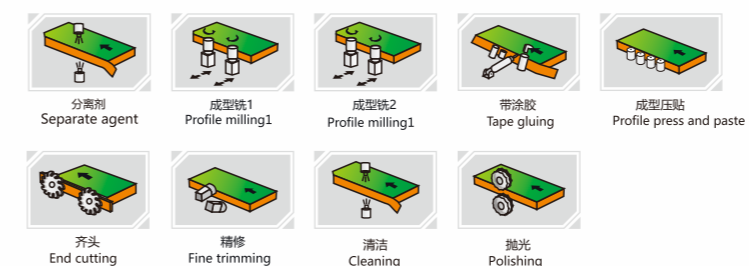 分离剂
Separate agent
成型铣1
Profile milling1
成型铣2
Profile milling1
带涂胶
Tape gluing
成型压贴
Profile press and paste
齐头
End cutting
精修
Fine trimming
清洁
Cleaning
抛光
Polishing